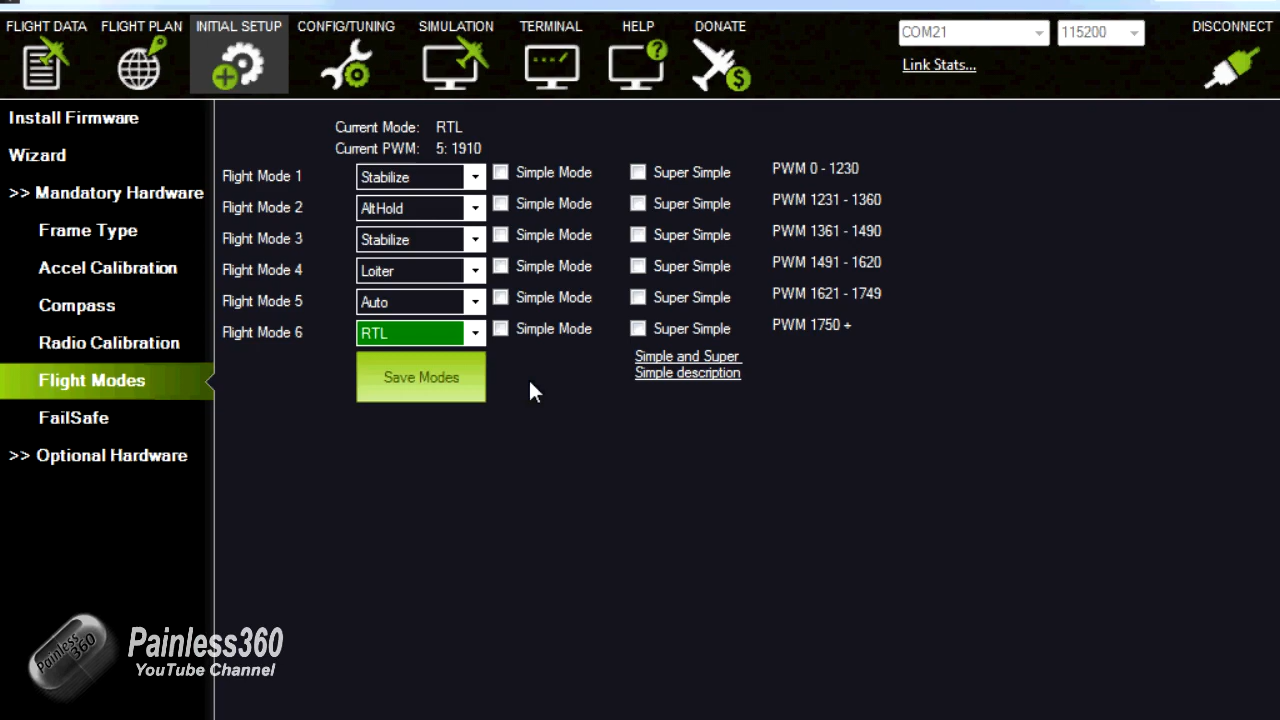 FLIGHT DATA FLIGHT PLAN INITIAL SETUP CONFIG/TUNING SIMULATION TERMINAL HELP DONATE COM21 115200 DISCONNECT
Link Stats...
Install Firmware
Wizard
>> Mandatory Hardware
Frame Type
Accel Calibration
Compass
Radio Calibration
Flight Modes
FailSafe
>> Optional Hardware
Current Mode: RTL
Current PWM: 5: 1910
Flight Mode 1 Stabilize Simple Mode Super Simple PWM 0 - 1230
Flight Mode 2 AltHold Simple Mode Super Simple PWM 1231 - 1360
Flight Mode 3 Stabilize Simple Mode Super Simple PWM 1361 - 1490
Flight Mode 4 Loiter Simple Mode Super Simple PWM 1491 - 1620
Flight Mode 5 Auto Simple Mode Super Simple PWM 1621 - 1749
Flight Mode 6 RTL Simple Mode Super Simple PWM 1750 +
Simple and Super
Simple description
Save Modes
Painless
360
Painless360
YouTube Channel